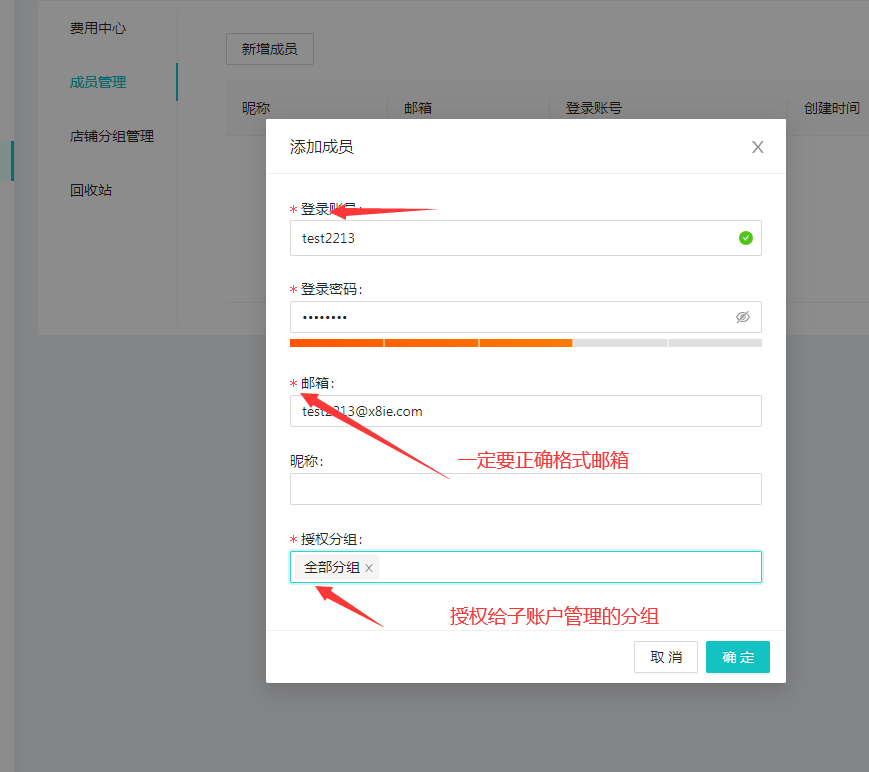 费用中心
成员管理
店铺分组管理
回收站
新增成员
昵称 邮箱 登录账号 创建时间
添加成员
* 登录账号:
test2213
* 登录密码:
••••••••
* 邮箱:
test2213@x8ie.com
一定要正确格式邮箱
昵称:
* 授权分组:
全部分组 ×
授权给子账户管理的分组
取 消 确 定